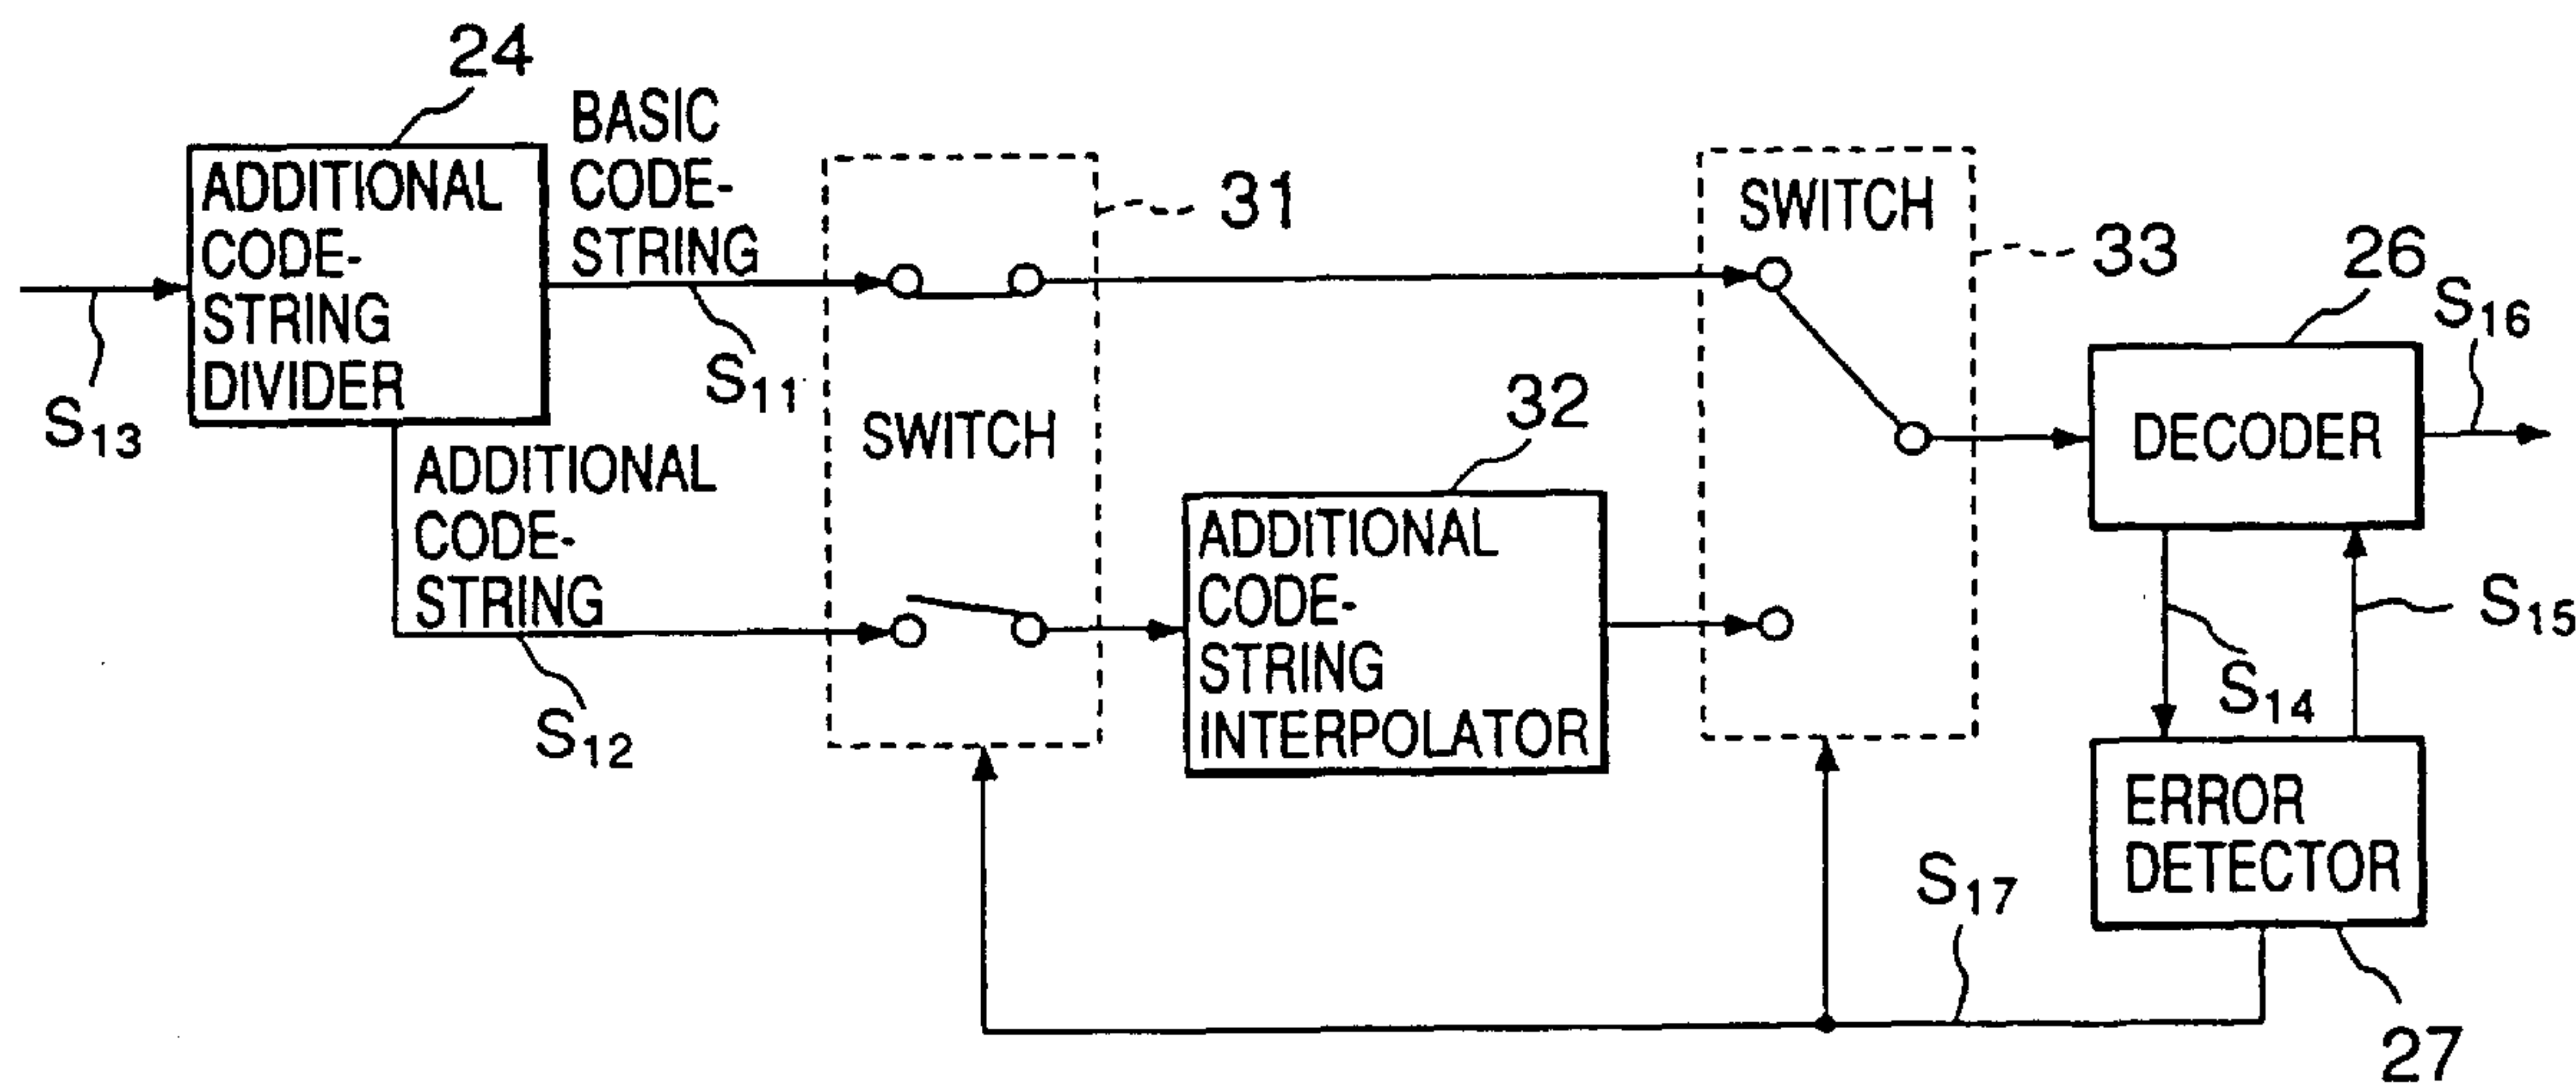 24
ADDITIONAL
CODE-
STRING
DIVIDER
BASIC
CODE-
STRING
S13
S11
ADDITIONAL
CODE-
STRING
S12
31
SWITCH
32
ADDITIONAL
CODE-
STRING
INTERPOLATOR
SWITCH
33
26
S16
DECODER
S14
S15
ERROR
DETECTOR
S17
27